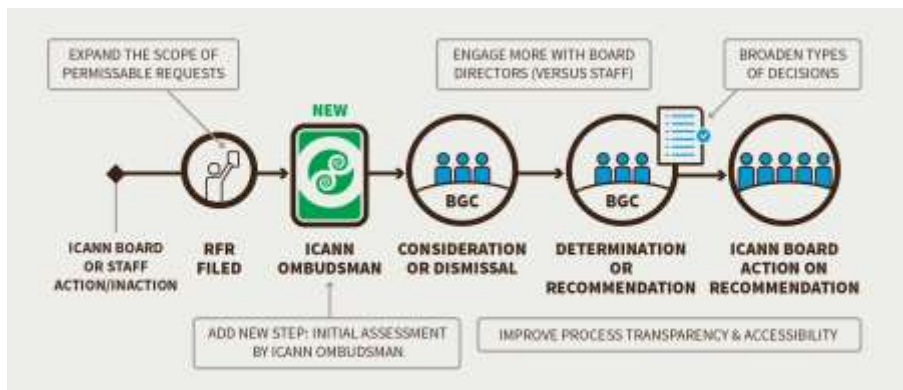 EXPAND THE SCOPE OF
PERMISSABLE REQUESTS
ENGAGE MORE WITH BOARD
DIRECTORS (VERSUS STAFF)
BROADEN TYPES
OF DECISIONS
NEW
BGC
BGC
ICANN BOARD
OR STAFF
ACTION/INACTION
RFR
FILED
ICANN
OMBUDSMAN
CONSIDERATION
OR DISMISSAL
DETERMINATION
OR
RECOMMENDATION
ICANN BOARD
ACTION ON
RECOMMENDATION
ADD NEW STEP: INITIAL ASSESSMENT
BY ICANN OMBUDSMAN
IMPROVE PROCESS TRANSPARENCY & ACCESSIBILITY